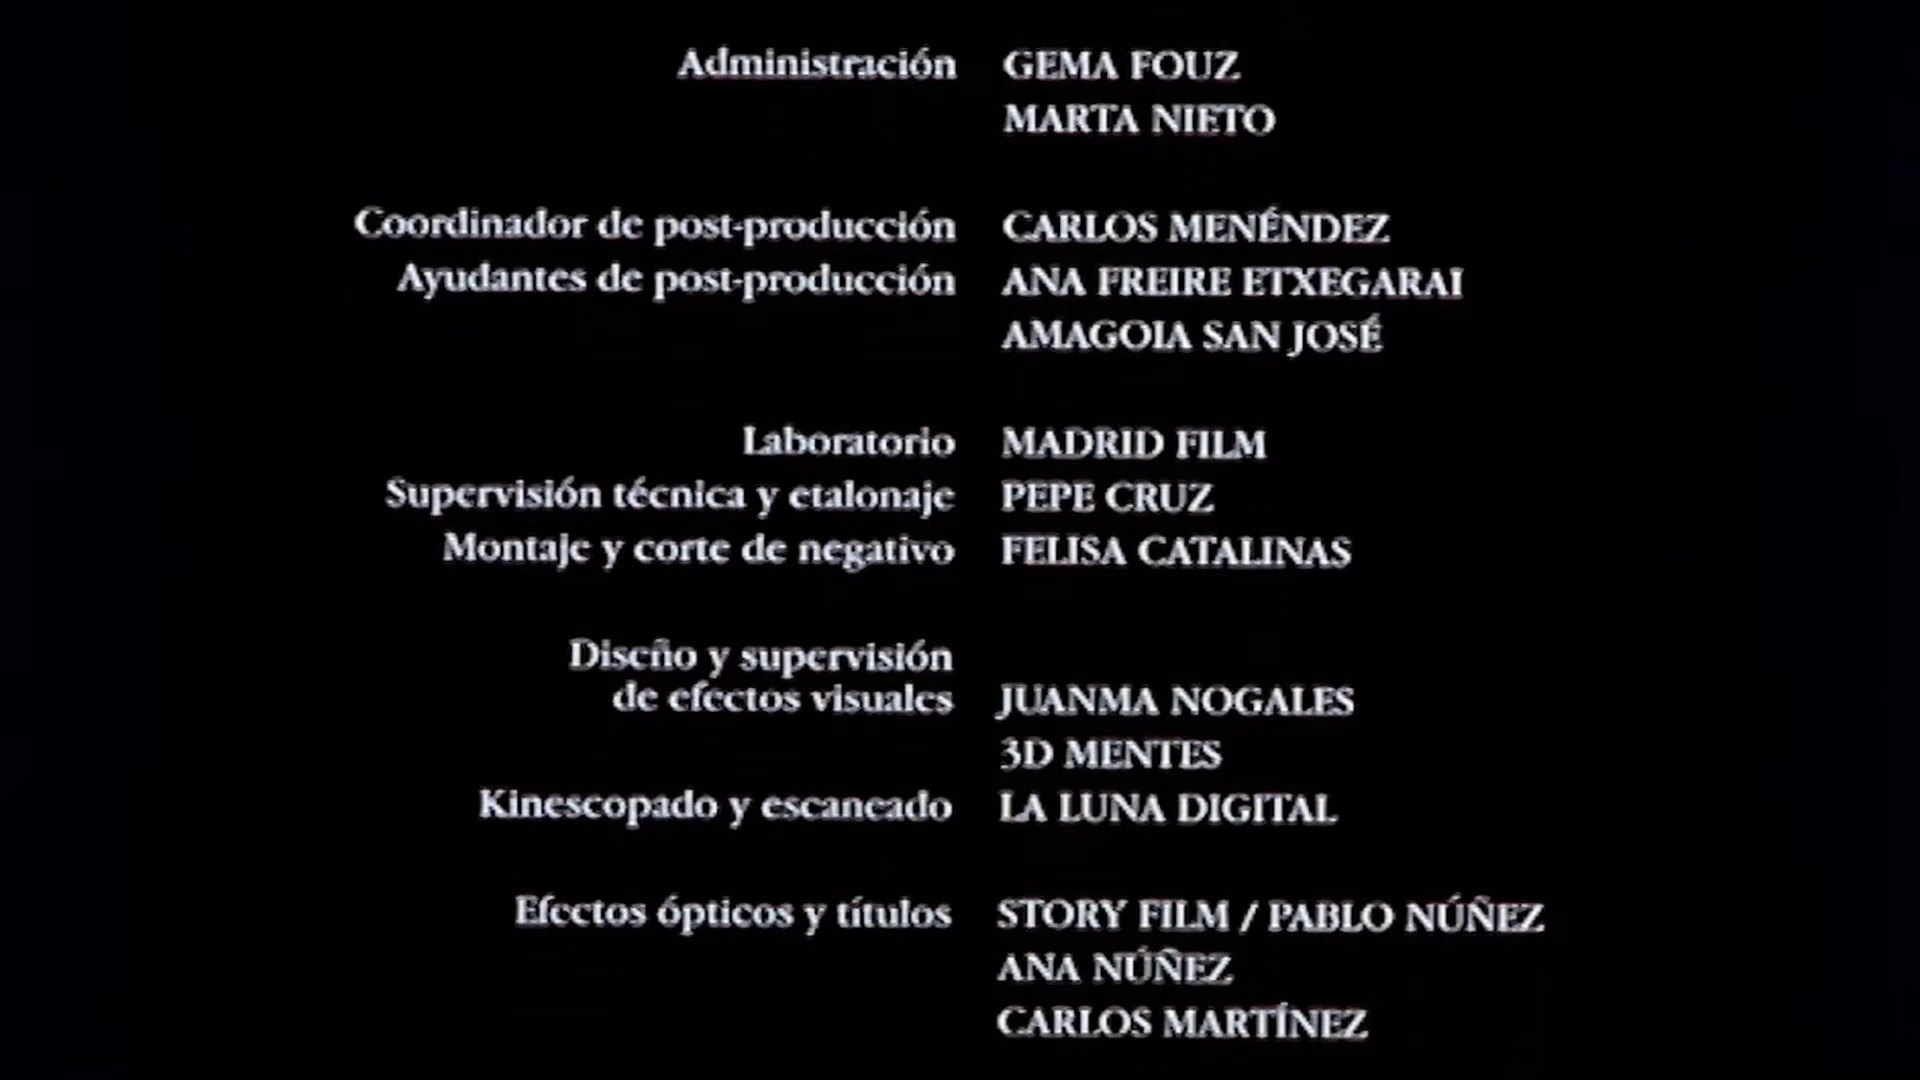 Administración GEMA FOUZ
MARTA NIETO
Coordinador de post-producción CARLOS MENÉNDEZ
Ayudantes de post-producción ANA FREIRE ETXEGARAI
AMAGOIA SAN JOSÉ
Laboratorio MADRID FILM
Supervisión técnica y etalonaje PEPE CRUZ
Montaje y corte de negativo FELISA CATALINAS
Diseño y supervisión
de efectos visuales JUANMA NOGALES
3D MENTES
Kinescopado y escaneado LA LUNA DIGITAL
Efectos ópticos y títulos STORY FILM / PABLO NÚÑEZ
ANA NÚÑEZ
CARLOS MARTÍNEZ